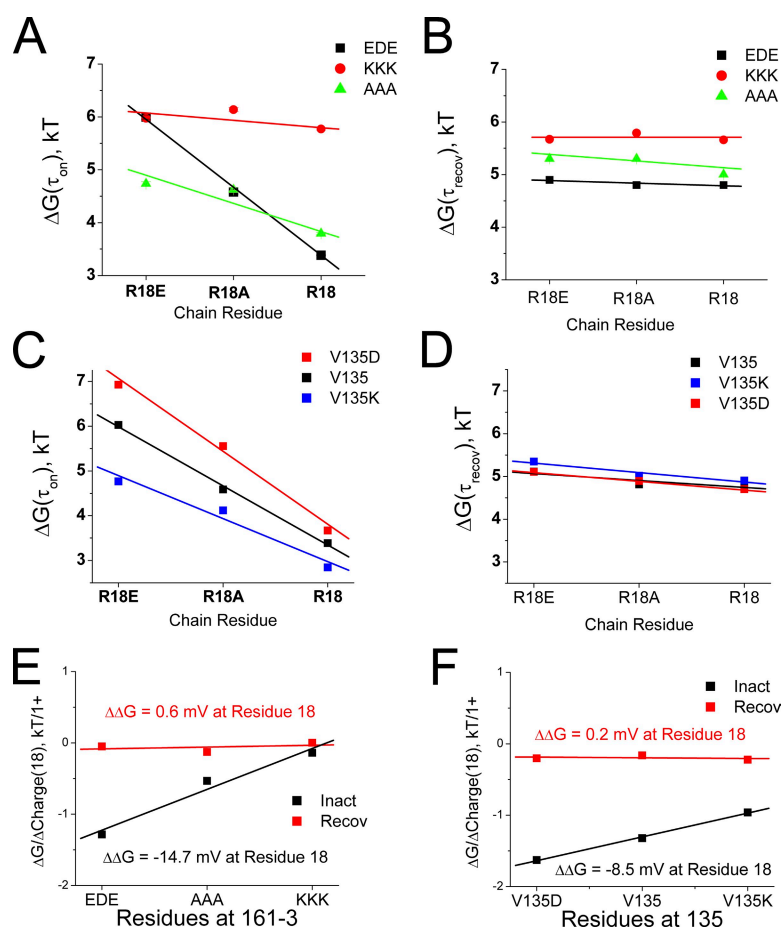 A
EDE
KKK
AAA
ΔG(τon), kT
7
6
5
4
3
R18E
R18A
R18
Chain Residue
B
EDE
KKK
AAA
ΔG(τrecov), kT
7
6
5
4
3
R18E
R18A
R18
Chain Residue
C
V135D
V135
V135K
ΔG(τon), kT
7
6
5
4
3
R18E
R18A
R18
Chain Residue
D
V135
V135K
V135D
ΔG(τrecov), kT
7
6
5
4
3
R18E
R18A
R18
Chain Residue
E
ΔG/ΔCharge(18), kT/1+
1
0
-1
-2
ΔΔG = 0.6 mV at Residue 18
Inact
Recov
ΔΔG = -14.7 mV at Residue 18
EDE
AAA
KKK
Residues at 161-3
F
ΔG/ΔCharge(18), kT/1+
1
0
-1
-2
Inact
Recov
ΔΔG = 0.2 mV at Residue 18
ΔΔG = -8.5 mV at Residue 18
V135D
V135
V135K
Residues at 135